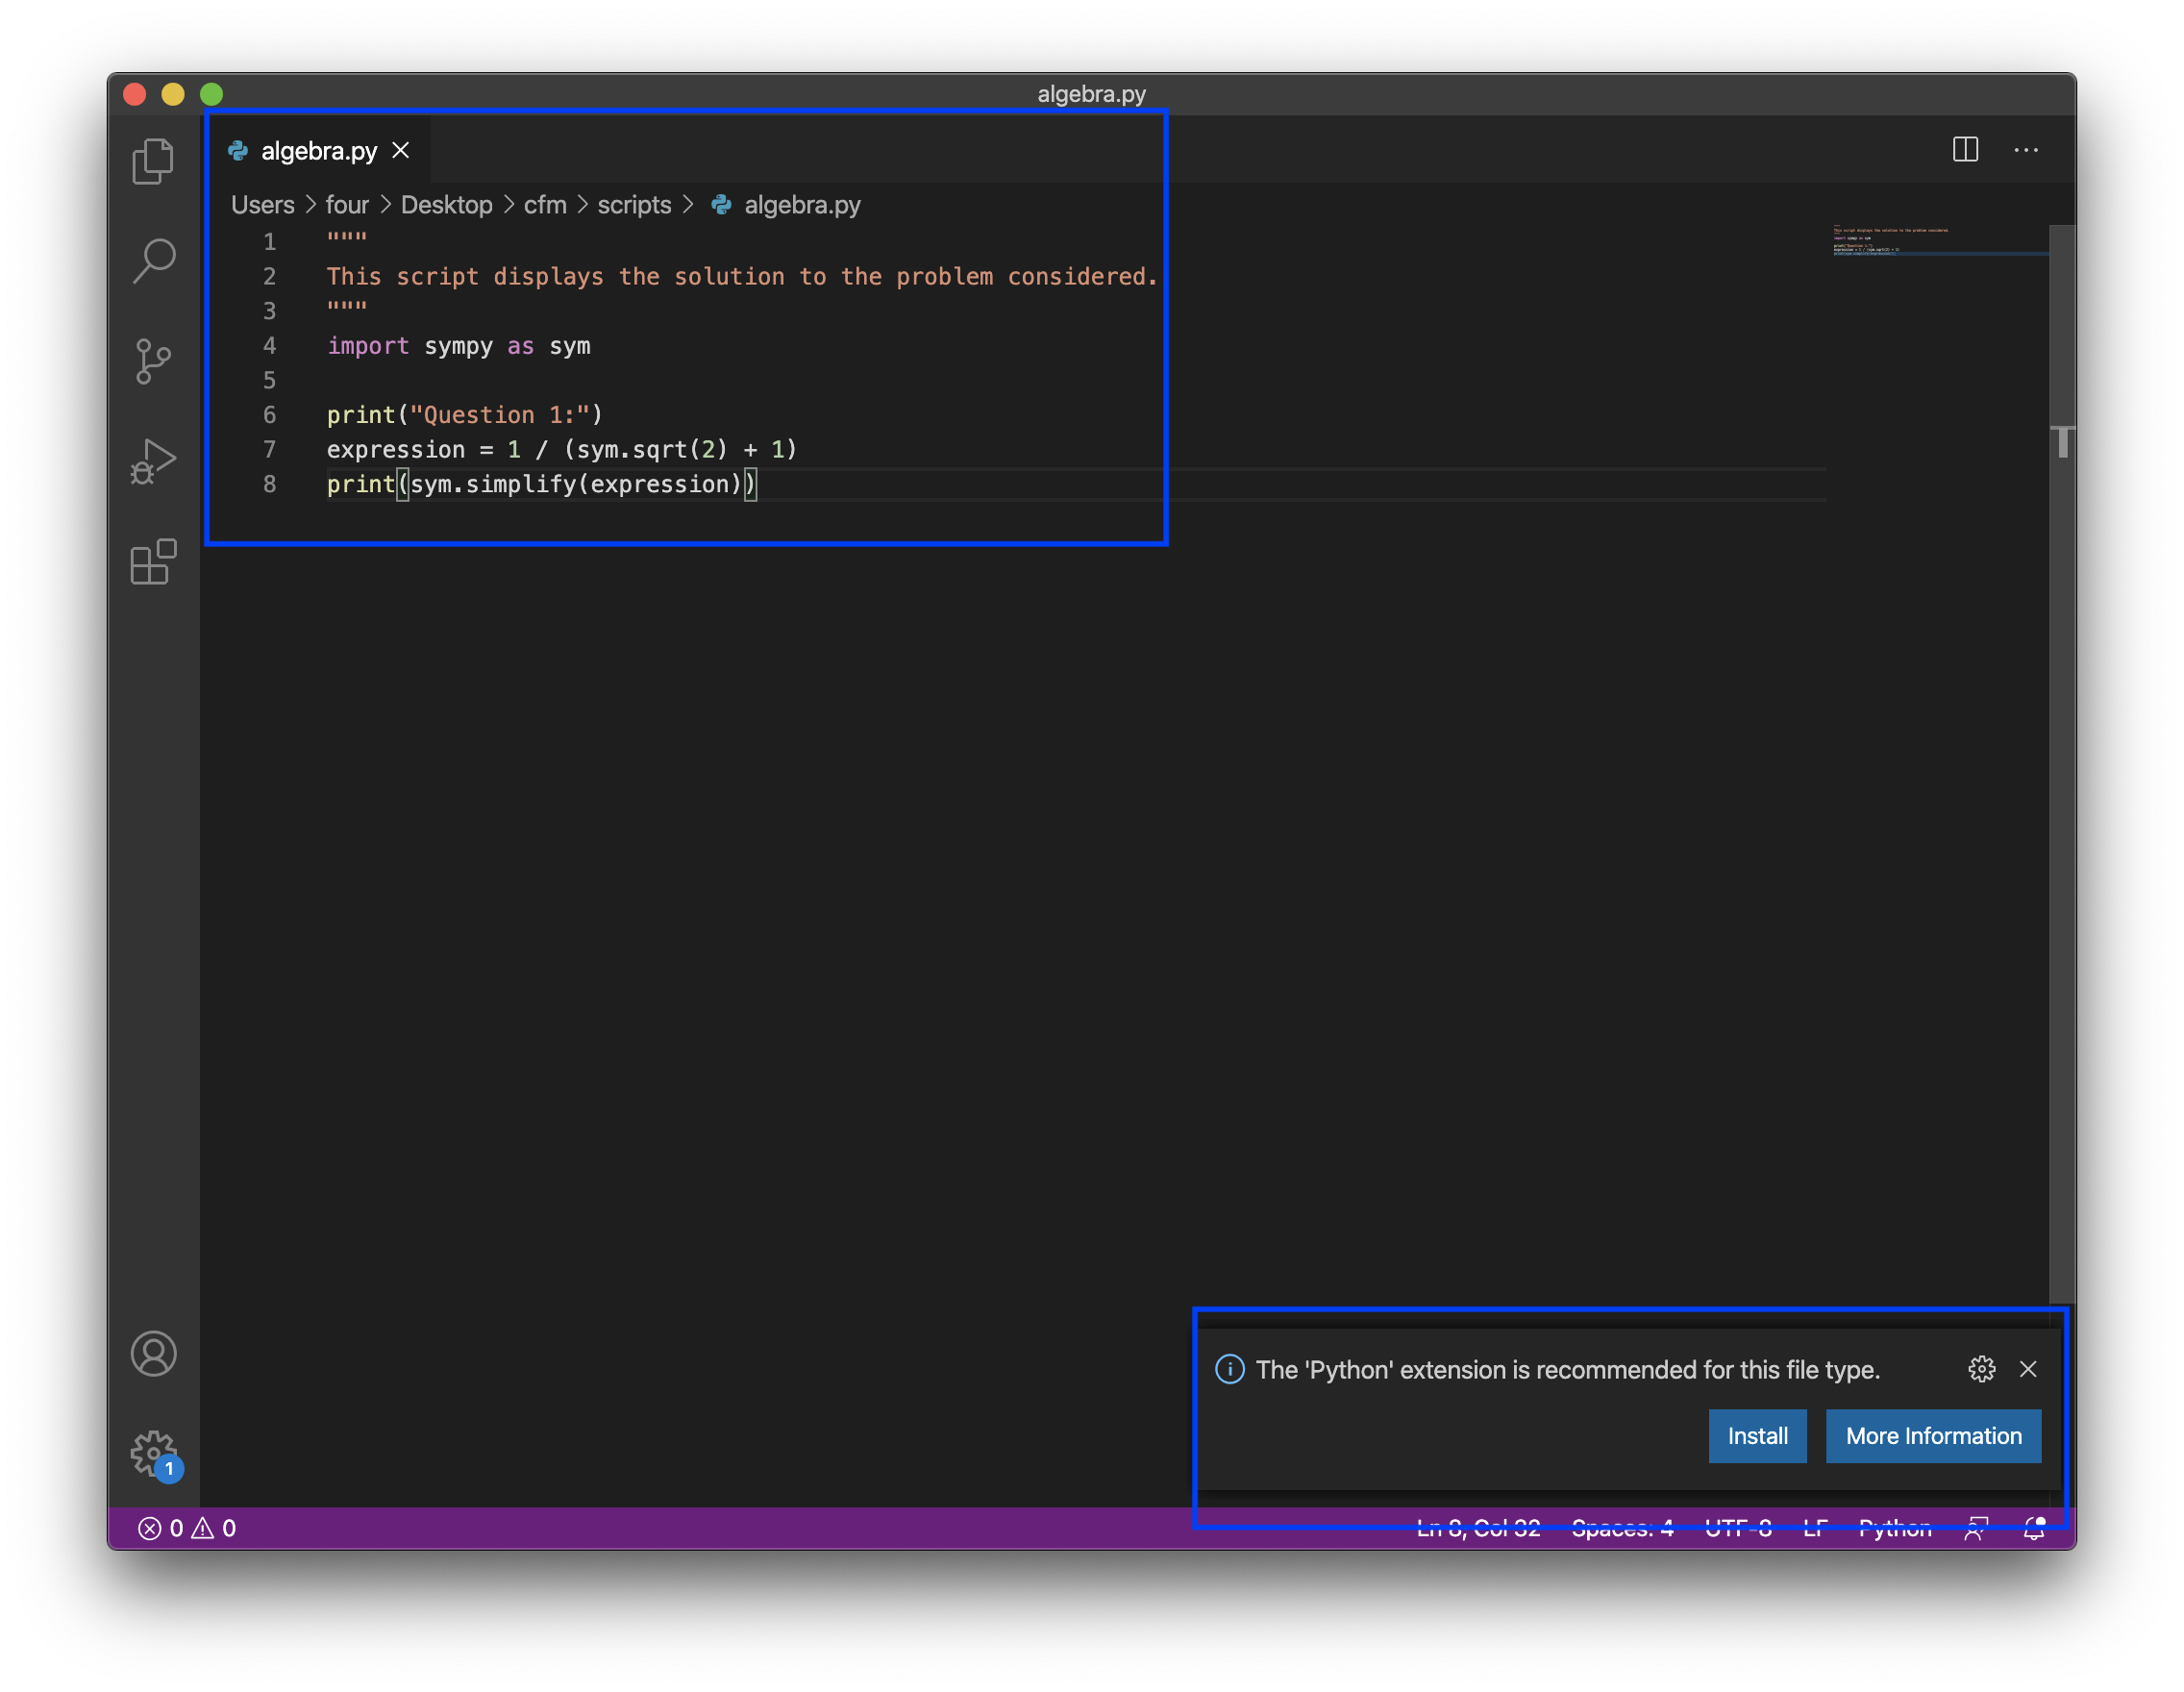 algebra.py
algebra.py
Users > four > Desktop > cfm > scripts > algebra.py
1 """
2 This script displays the solution to the problem considered.
3 """
4 import sympy as sym
5
6 print("Question 1:")
7 expression = 1 / (sym.sqrt(2) + 1)
8 print(sym.simplify(expression))
The 'Python' extension is recommended for this file type.
Install More Information
1
0 0 Ln 8, Col 32 Spaces: 4 UTF-8 LF Python